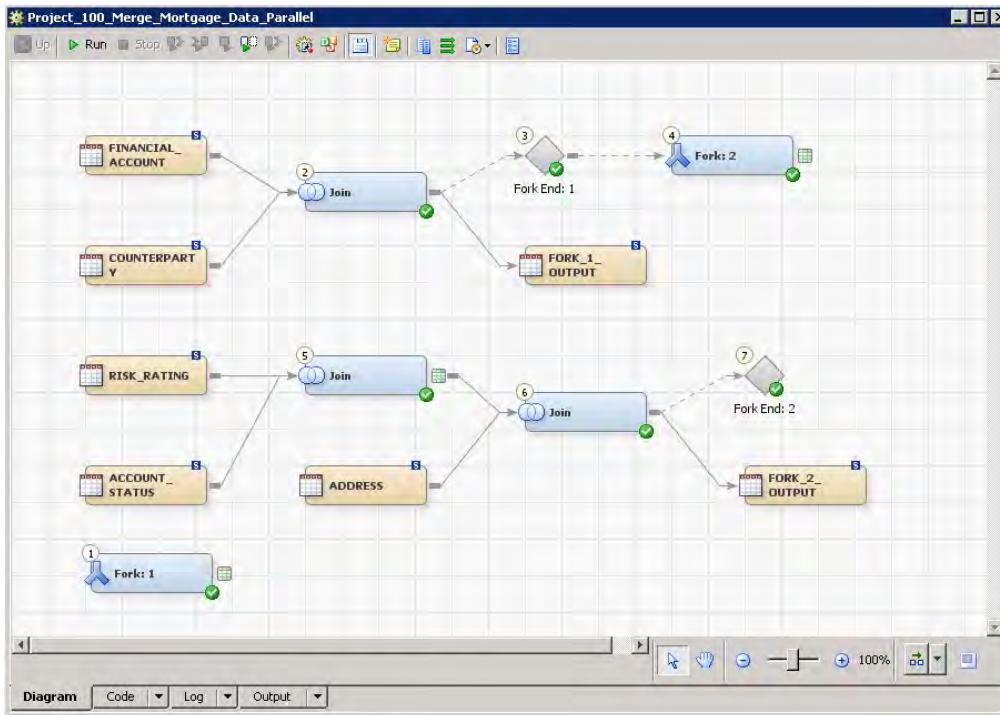 Project_100_Merge_Mortgage_Data_Parallel
Up Run Stop
3
4
FINANCIAL_
ACCOUNT
S
Fork: 2
2
Join
Fork End: 1
COUNTERPART
Y
S
FORK_1_
OUTPUT
S
RISK_RATING
S
5
Join
7
6
Join
Fork End: 2
ACCOUNT_
STATUS
S
ADDRESS
S
FORK_2_
OUTPUT
S
1
Fork: 1
100%
Diagram Code Log Output